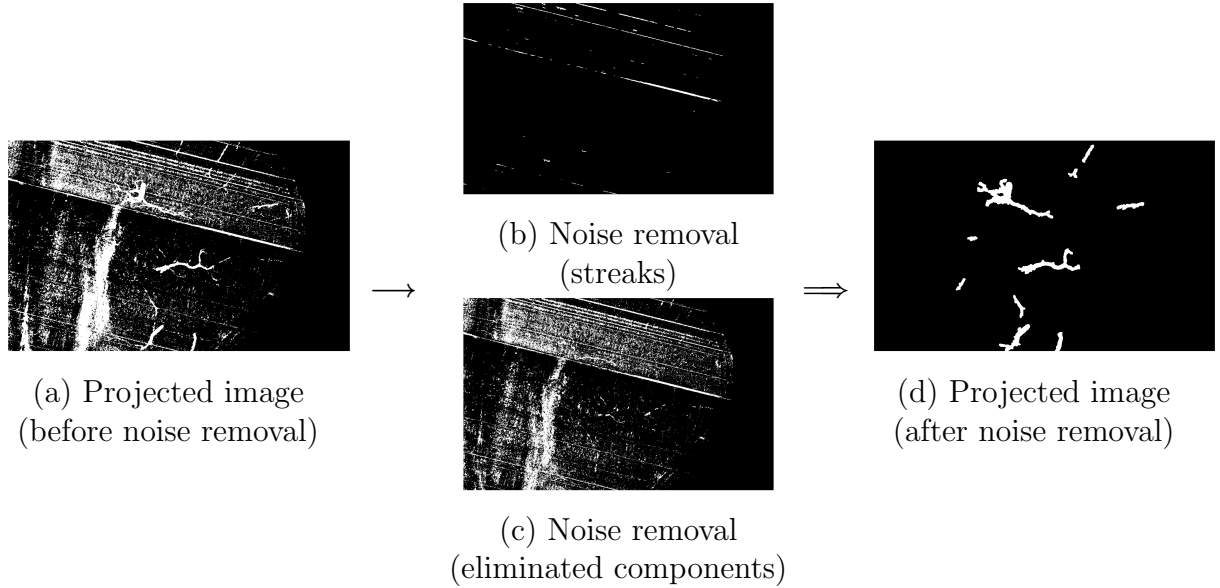 (a) Projected image
(before noise removal)
(b) Noise removal
(streaks)
(c) Noise removal
(eliminated components)
(d) Projected image
(after noise removal)